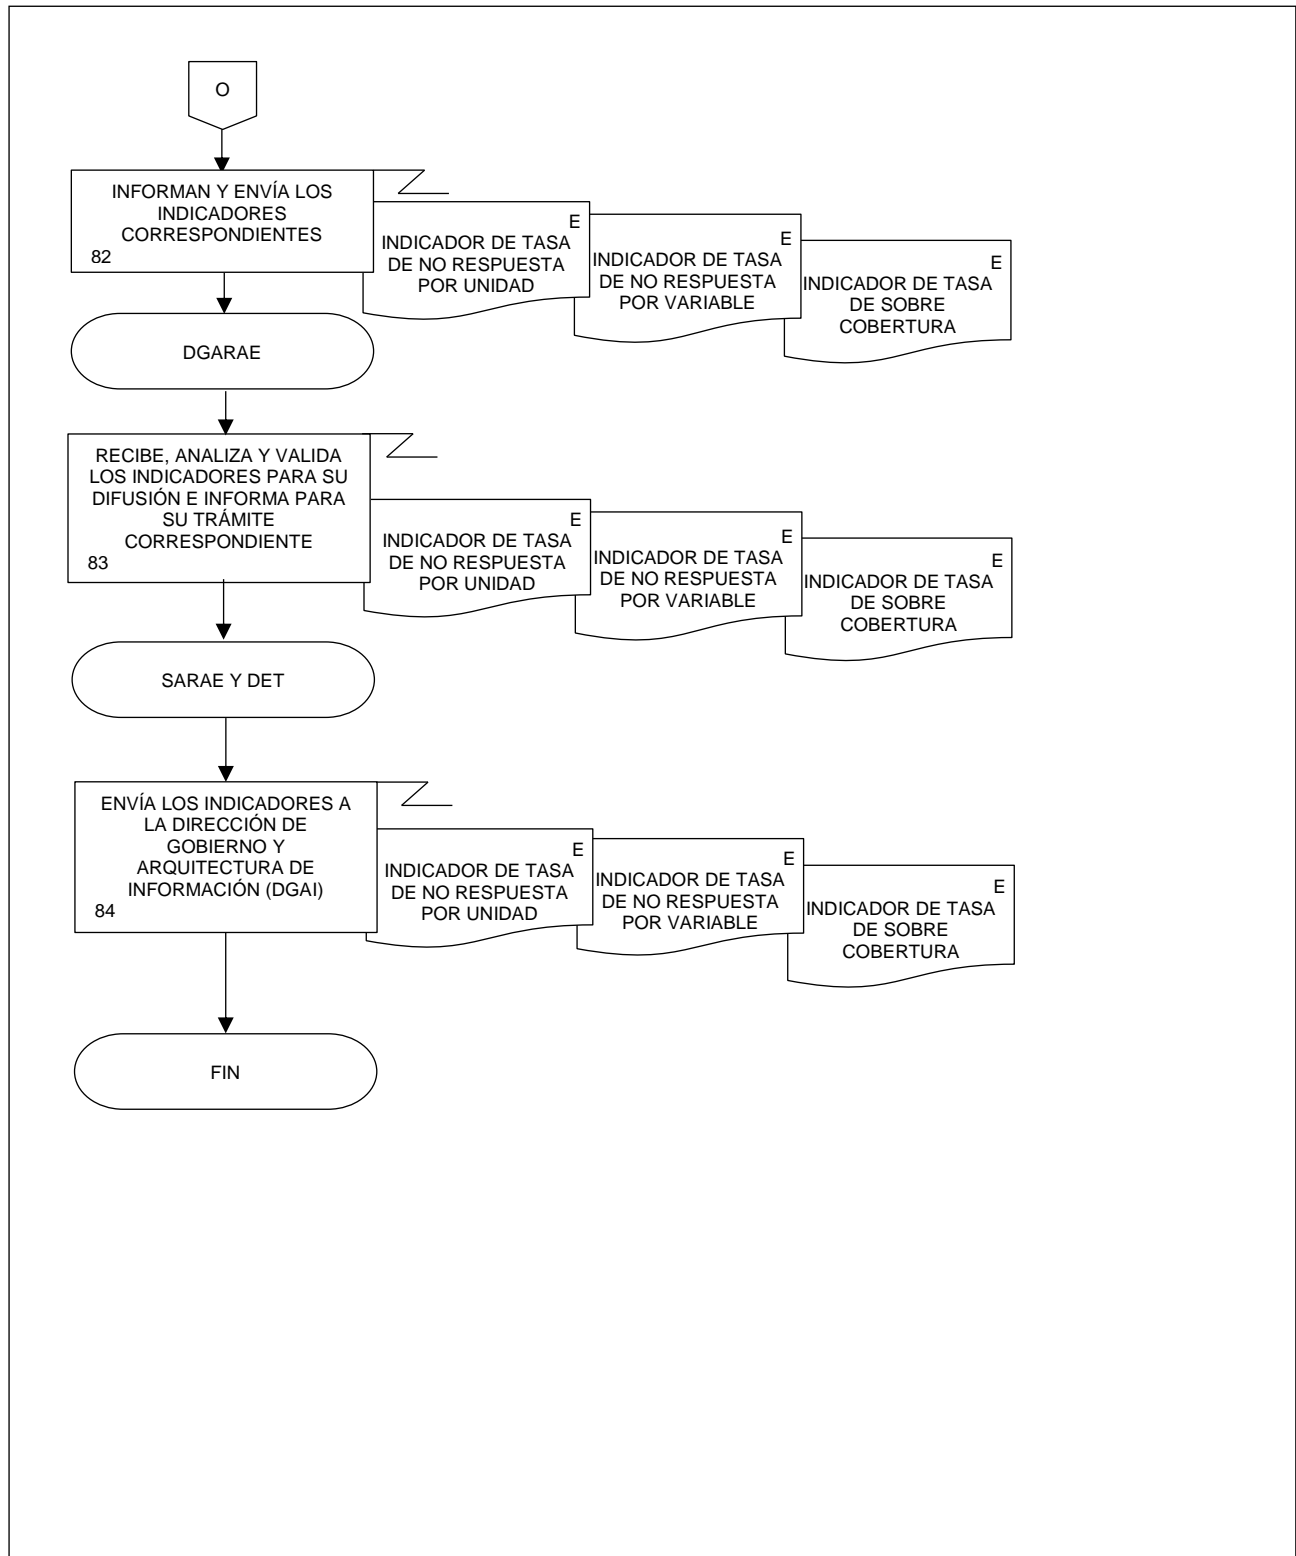 O
INFORMAN Y ENVÍA LOS
INDICADORES
CORRESPONDIENTES
82
E
INDICADOR DE TASA
DE NO RESPUESTA
POR UNIDAD
E
INDICADOR DE TASA
DE NO RESPUESTA
POR VARIABLE
E
INDICADOR DE TASA
DE SOBRE
COBERTURA
DGARAE
RECIBE, ANALIZA Y VALIDA
LOS INDICADORES PARA SU
DIFUSIÓN E INFORMA PARA
SU TRÁMITE
CORRESPONDIENTE
83
E
INDICADOR DE TASA
DE NO RESPUESTA
POR UNIDAD
E
INDICADOR DE TASA
DE NO RESPUESTA
POR VARIABLE
E
INDICADOR DE TASA
DE SOBRE
COBERTURA
SARAE Y DET
ENVÍA LOS INDICADORES A
LA DIRECCIÓN DE
GOBIERNO Y
ARQUITECTURA DE
INFORMACIÓN (DGAI)
84
E
INDICADOR DE TASA
DE NO RESPUESTA
POR UNIDAD
E
INDICADOR DE TASA
DE NO RESPUESTA
POR VARIABLE
E
INDICADOR DE TASA
DE SOBRE
COBERTURA
FIN